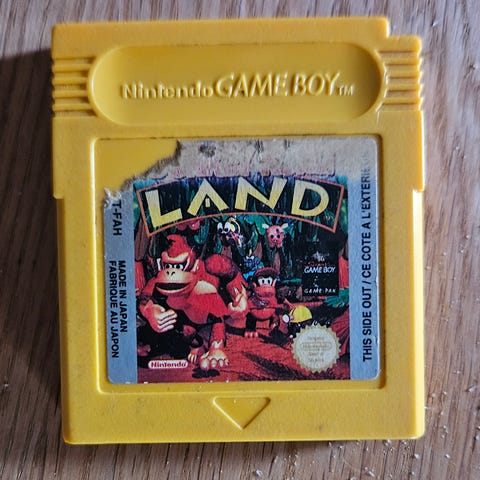 Nintendo GAME BOY TM
LAND
T-FAH
MADE IN JAPAN
FABRIQUE AU JAPON
GAME BOY
GAME PAK
THIS SIDE OUT / CE COTE A L'EXTERIE
Nintendo